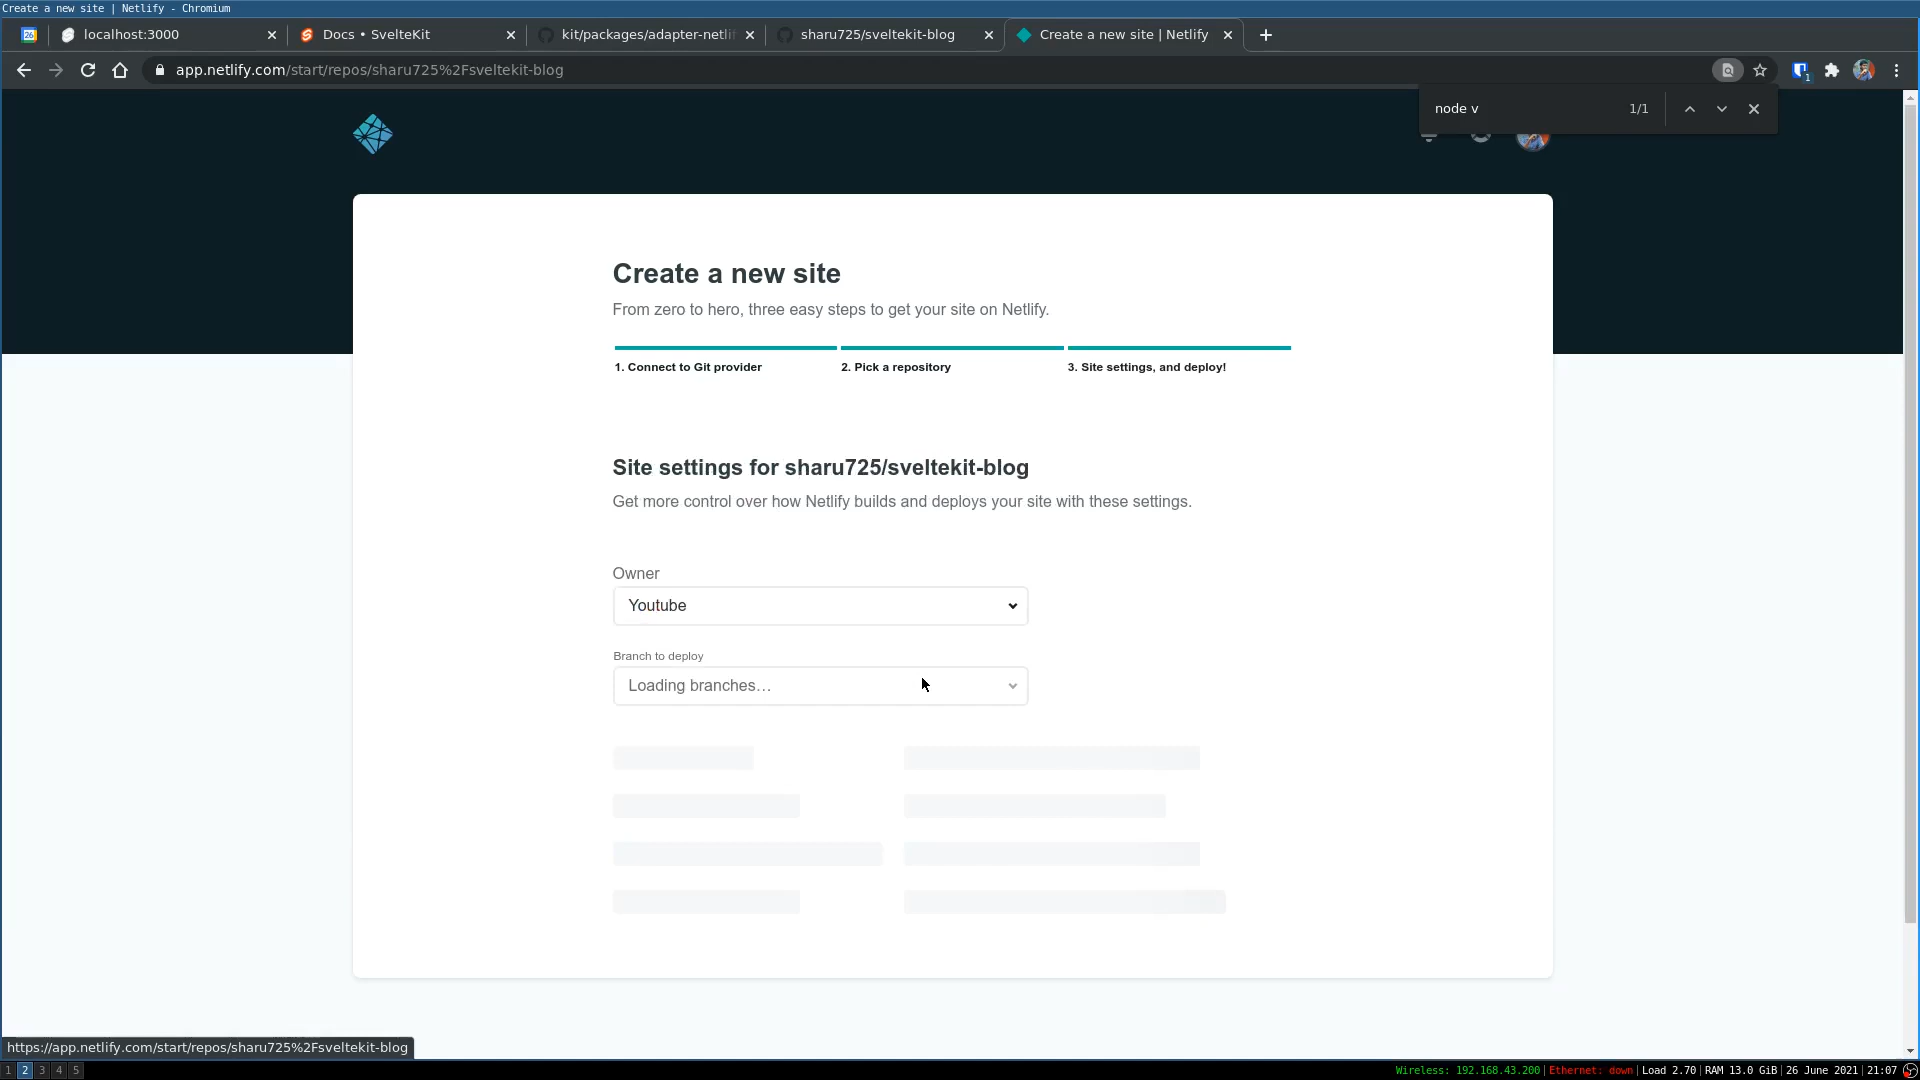 Create a new site | Netlify - Chromium
26
localhost:3000
Docs • SvelteKit
kit/packages/adapter-netlif
sharu725/sveltekit-blog
Create a new site | Netlify
app.netlify.com/start/repos/sharu725%2Fsveltekit-blog
1
node v
1/1
Create a new site
From zero to hero, three easy steps to get your site on Netlify.
1. Connect to Git provider
2. Pick a repository
3. Site settings, and deploy!
Site settings for sharu725/sveltekit-blog
Get more control over how Netlify builds and deploys your site with these settings.
Owner
Youtube
Branch to deploy
Loading branches…
https://app.netlify.com/start/repos/sharu725%2Fsveltekit-blog
1 2 3 4 5
Wireless: 192.168.43.200 | Ethernet: down | Load 2.70 | RAM 13.0 GiB | 26 June 2021 | 21:07